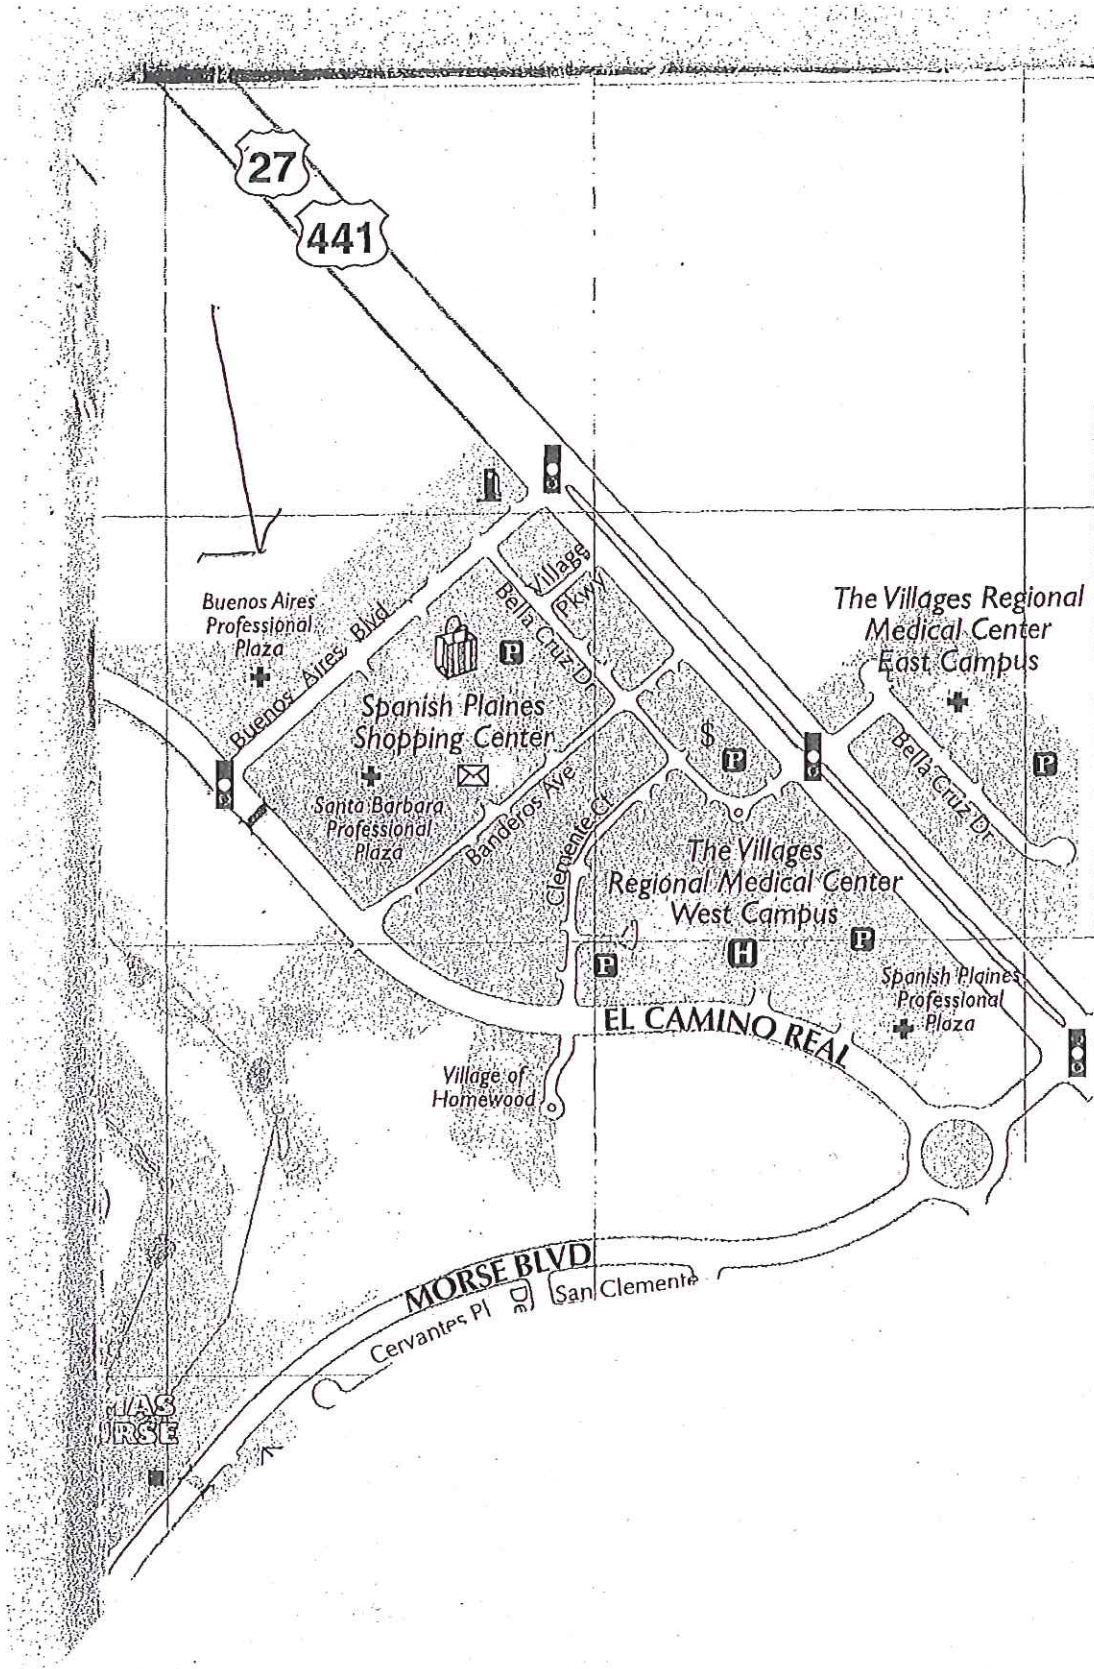 27
441
Village
Pkwy
Bella Cruz Dr
Buenos Aires
Professional
Plaza
Buenos Aires Blvd
P
The Villages Regional
Medical Center
East Campus
Spanish Plaines
Shopping Center
$
P
Bella Cruz Dr
P
Santa Barbara
Professional
Plaza
Banderos Ave
Clemente Ct
The Villages
Regional Medical Center
West Campus
P
H
P
Spanish Plaines
Professional
Plaza
EL CAMINO REAL
Village of
Homewood
MORSE BLVD
San Clemente
Cervantes Pl
MAS
RSE